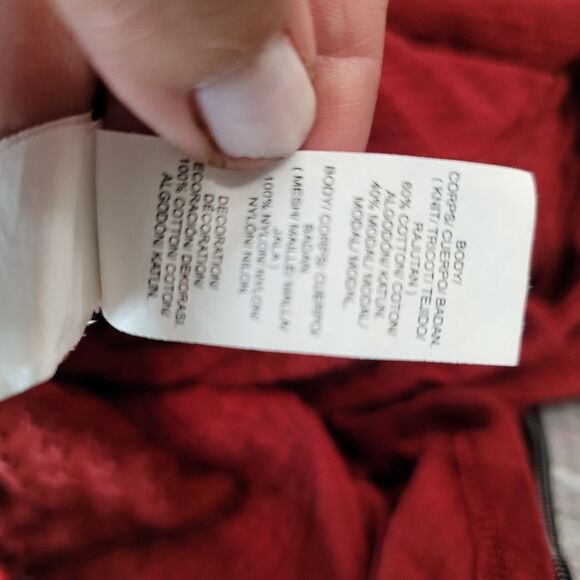 BODY/
CORPS/ CUERPO/ BADAN
( KNIT/ TRICOT/ TEJIDO/
RAJUTAN )
60% COTTON/ COTON/
ALGODON/ KATUN
40% MODAL/ MODAL/
MODAL/ MODAL
BODY/ CORPS/ CUERPO/
BADAN
( MESH/ MAILLE/ MALLA/
JALA )
100% NYLON/ NYLON/
NYLON/ NILON
DECORATION/
DÉCORATION/
DECORACION/ DEKORASI
100% COTTON/ COTON/
ALGODON/ KATUN